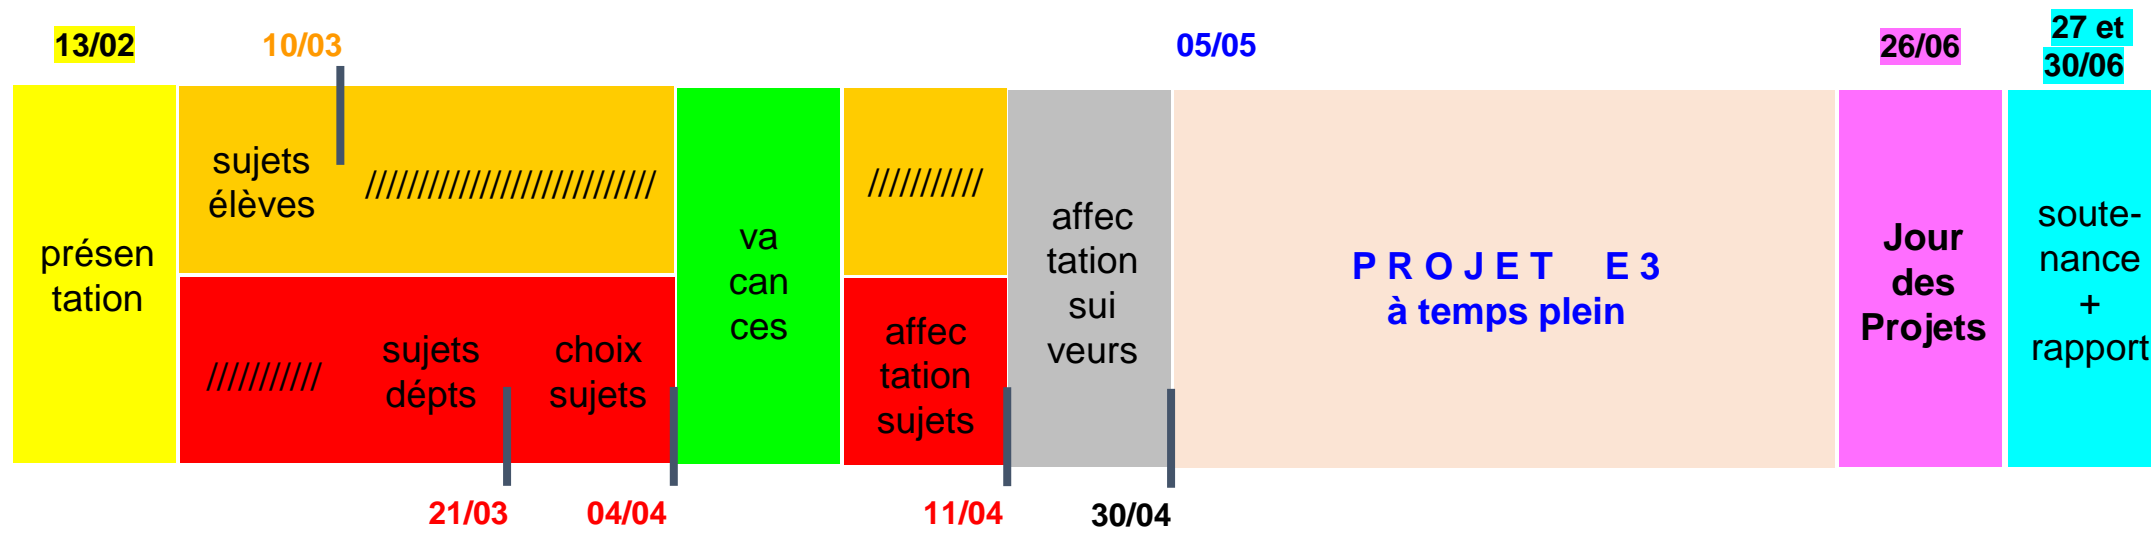 13/02
10/03
05/05
26/06
27 et
30/06
présen
tation
sujets
élèves
///////////////////////////
///////////
sujets
dépts
choix
sujets
va
can
ces
///////////
affec
tation
sujets
affec
tation
sui
veurs
PROJET E3
à temps plein
Jour
des
Projets
soute-
nance
+
rapport
21/03
04/04
11/04
30/04